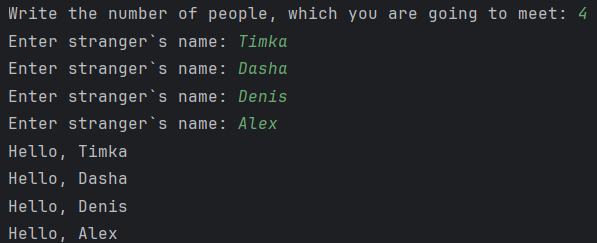 Write the number of people, which you are going to meet: 4
Enter stranger`s name: Timka
Enter stranger`s name: Dasha
Enter stranger`s name: Denis
Enter stranger`s name: Alex
Hello, Timka
Hello, Dasha
Hello, Denis
Hello, Alex